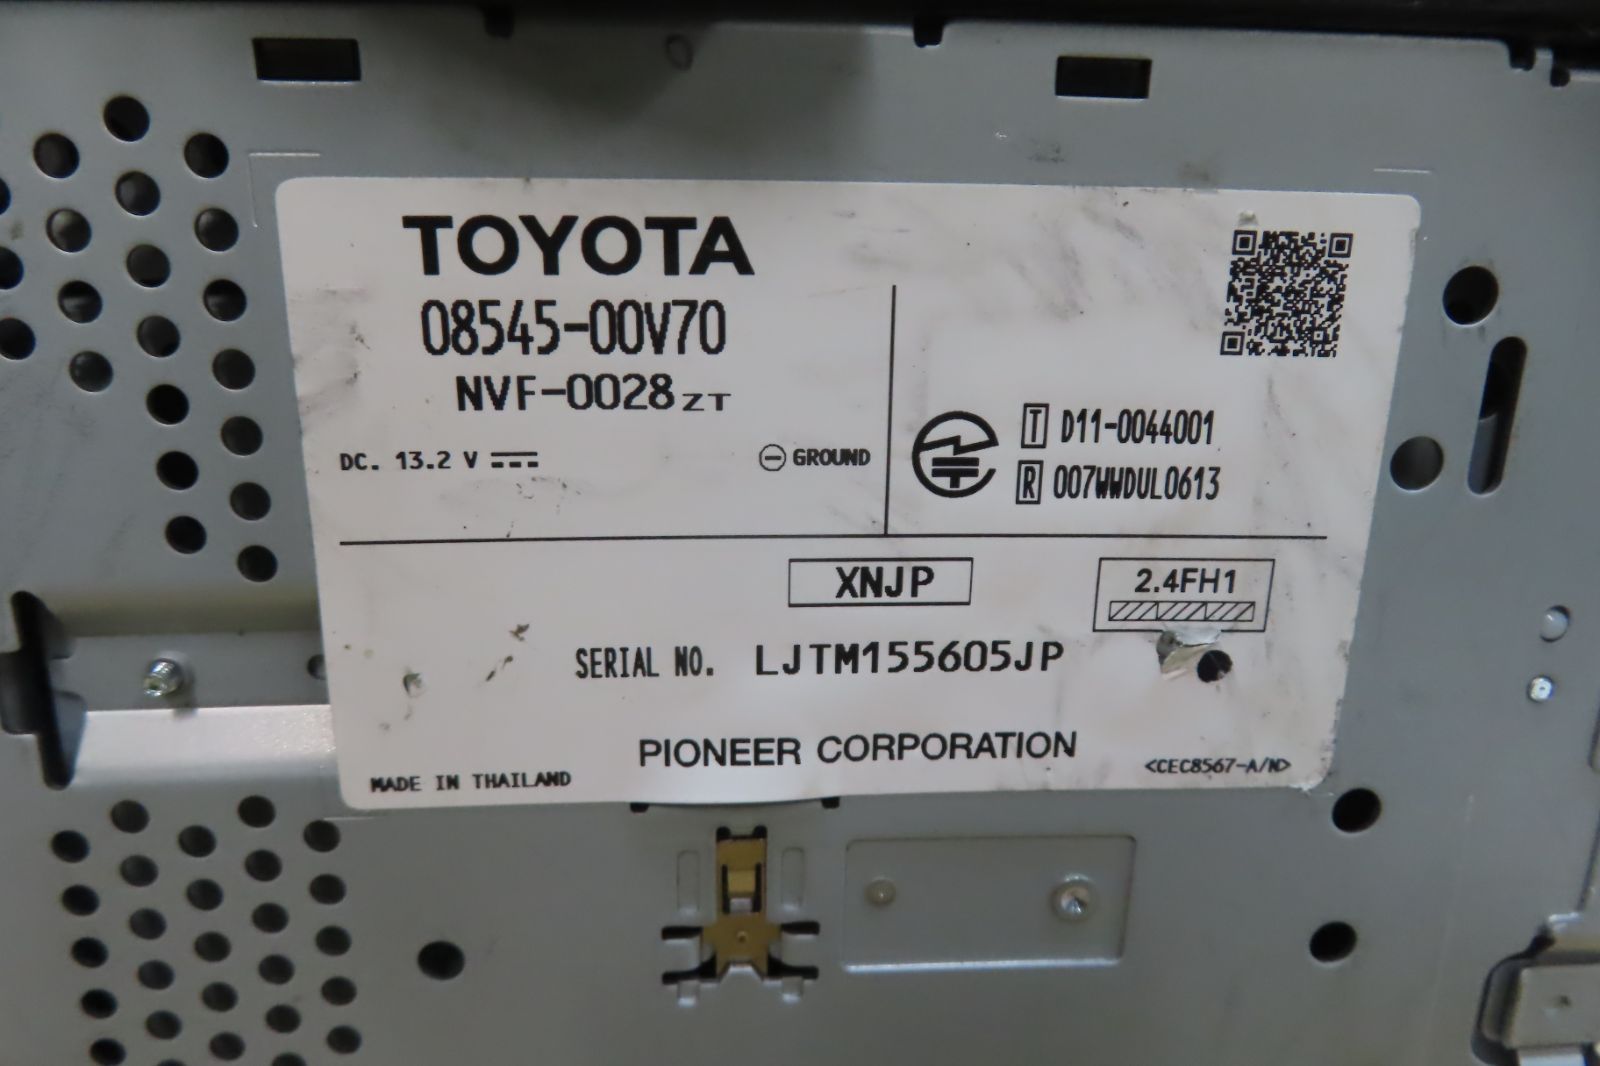 TOYOTA
08545-00V70
NVF-0028ZT
DC. 13.2 V
GROUND
T D11-0044001
R 007WWDUL0613
XNJP
2.4FH1
SERIAL NO. LJTM155605JP
PIONEER CORPORATION
MADE IN THAILAND
<CEC8567-A/N>